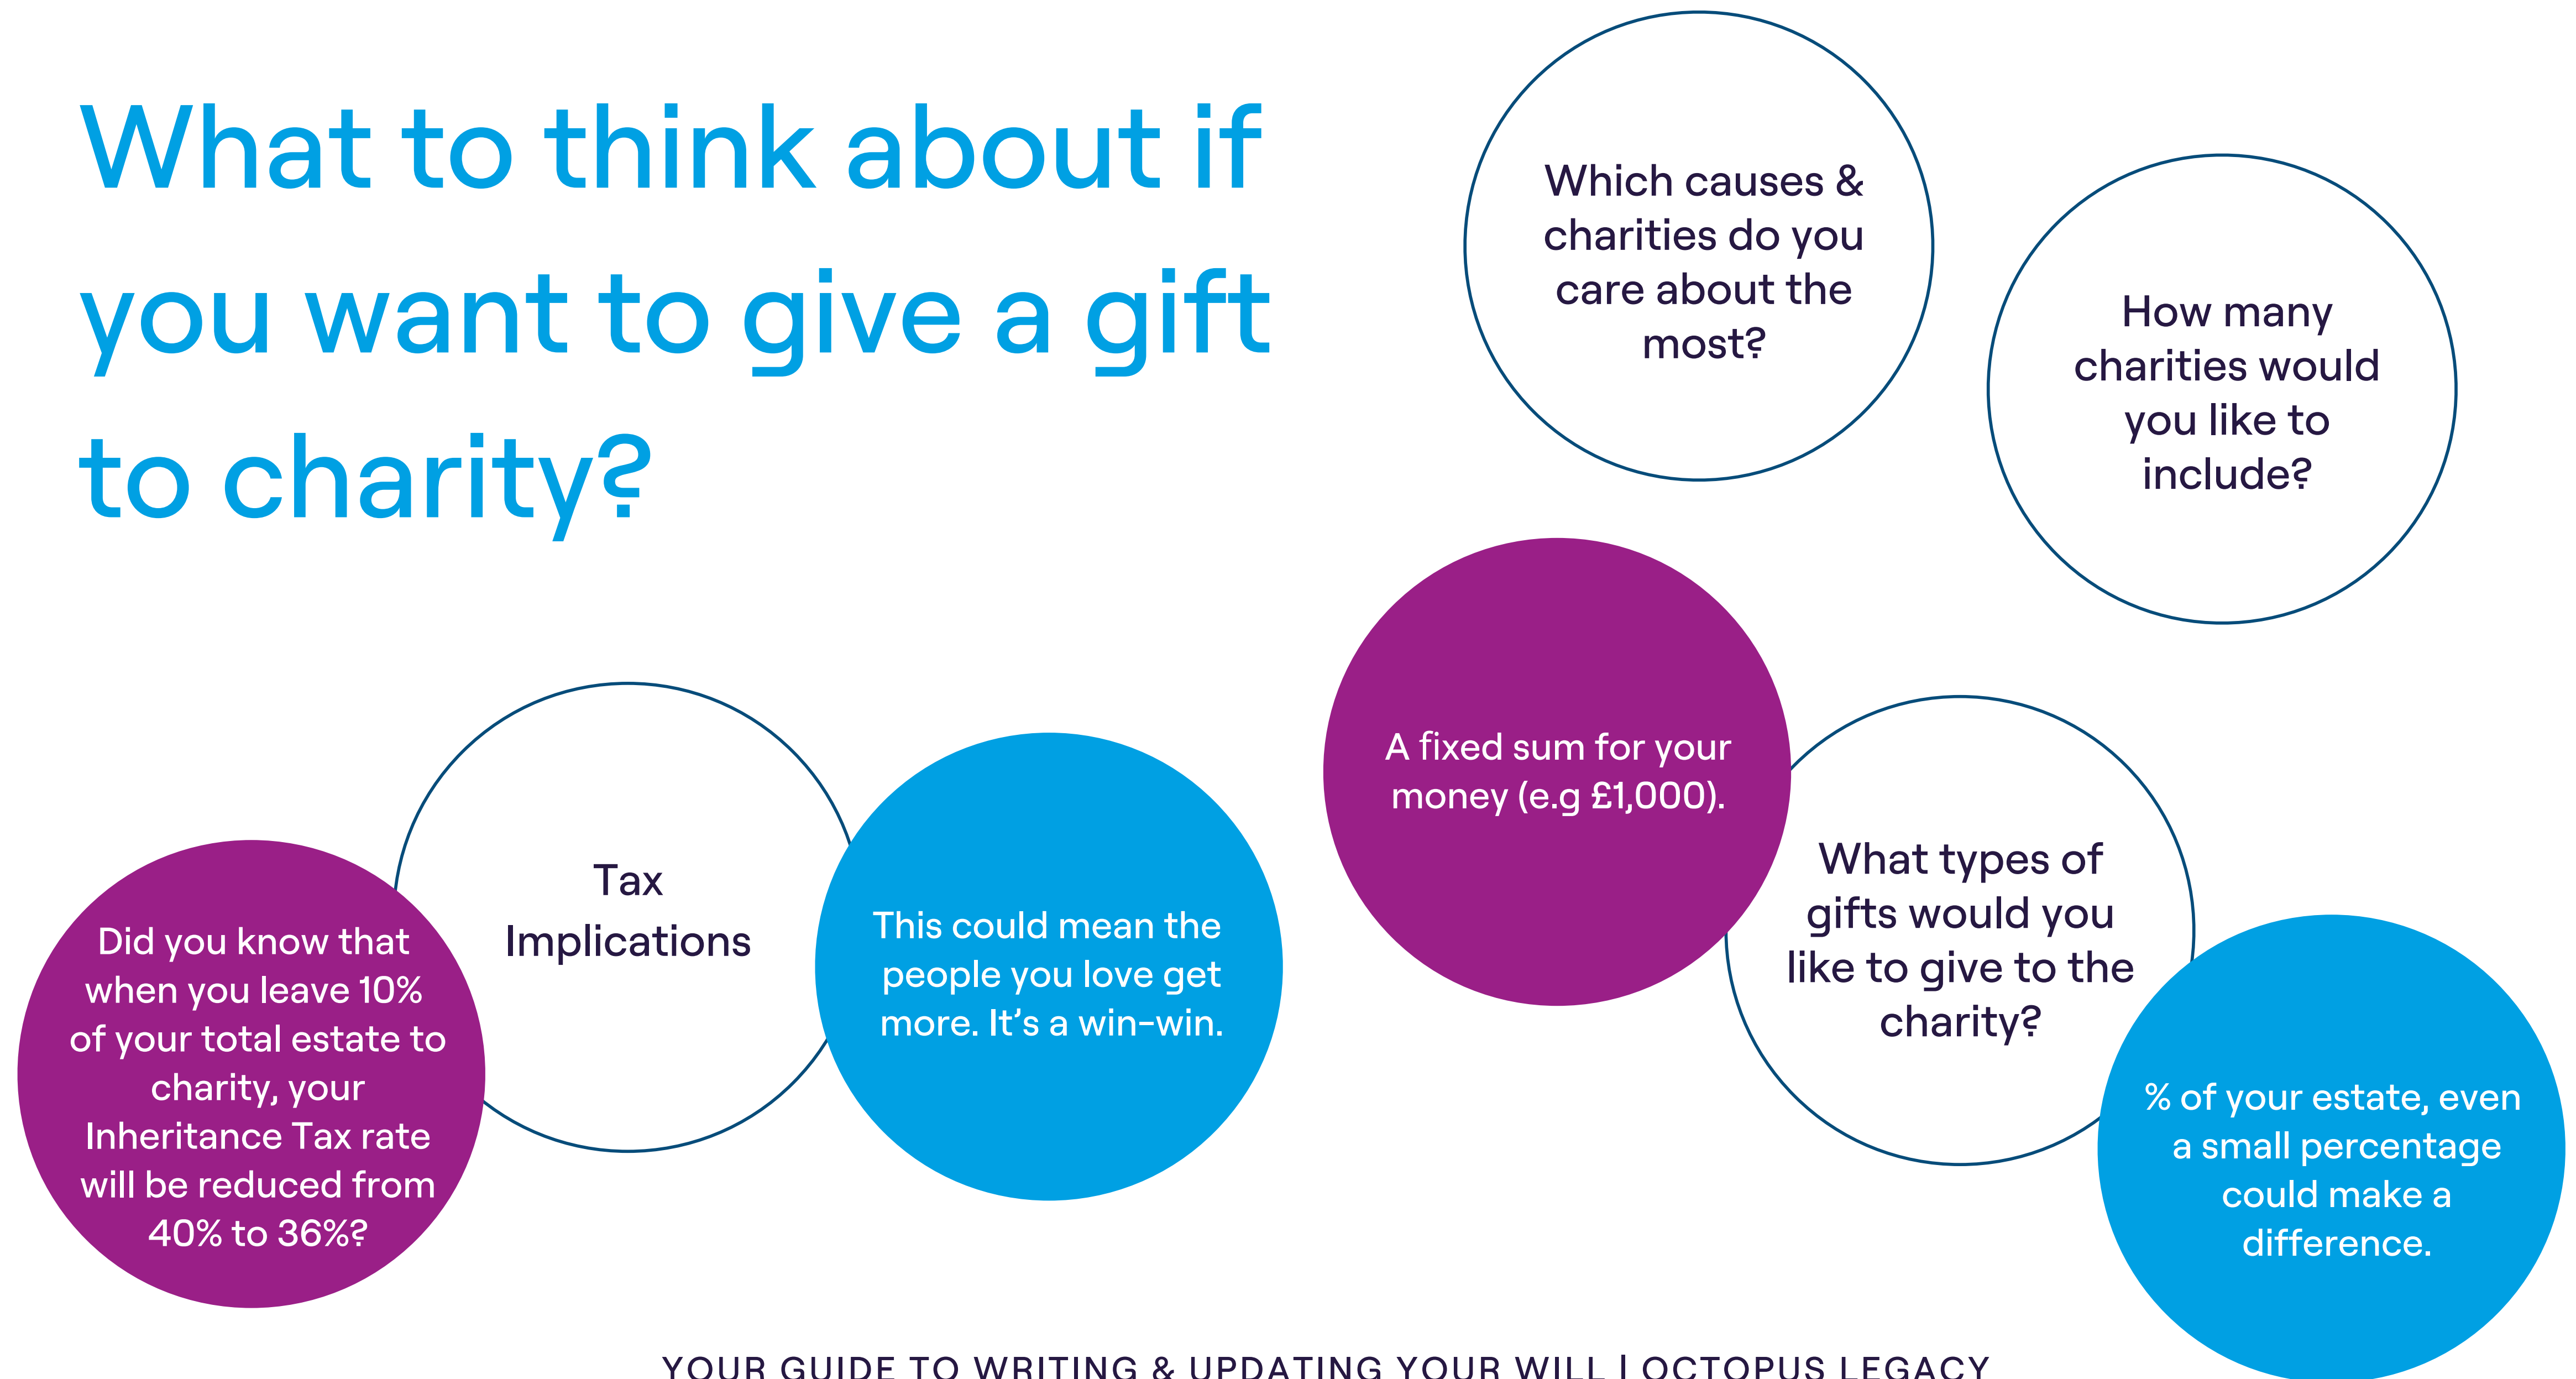 What to think about if
you want to give a gift
to charity?
Which causes &
charities do you
care about the
most?
How many
charities would
you like to
include?
A fixed sum for your
money (e.g £1,000).
What types of
gifts would you
like to give to the
charity?
% of your estate, even
a small percentage
could make a
difference.
Tax
Implications
Did you know that
when you leave 10%
of your total estate to
charity, your
Inheritance Tax rate
will be reduced from
40% to 36%?
This could mean the
people you love get
more. It's a win-win.
YOUR GUIDE TO WRITING & UPDATING YOUR WILL | OCTOPUS LEGACY